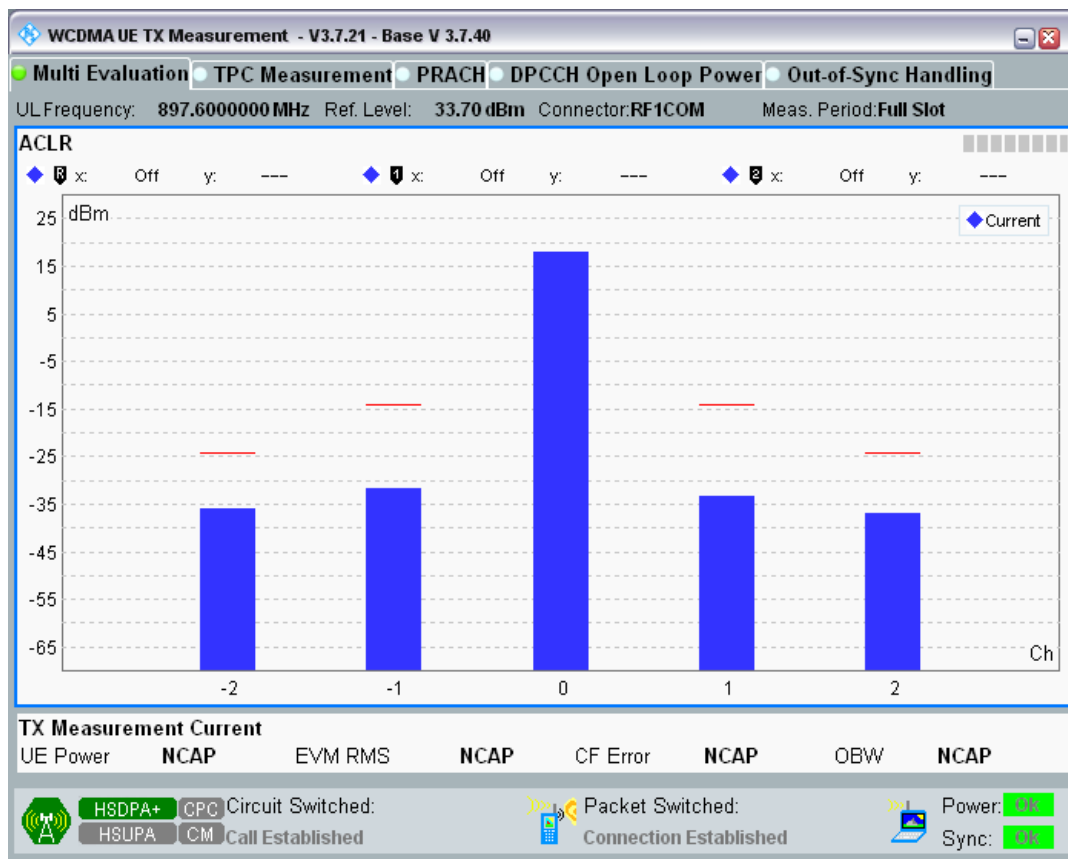 WCDMA UE TX Measurement - V3.7.21 - Base V 3.7.40
Multi Evaluation TPC Measurement PRACH DPCCH Open Loop Power Out-of-Sync Handling
UL Frequency: 897.6000000 MHz Ref. Level: 33.70 dBm Connector:RF1COM Meas. Period:Full Slot
ACLR
R x: Off y: --- 1 x: Off y: --- 2 x: Off y: ---
dBm
Current
25
15
5
-5
-15
-25
-35
-45
-55
-65
Ch
-2 -1 0 1 2
TX Measurement Current
UE Power NCAP EVM RMS NCAP CF Error NCAP OBW NCAP
HSDPA+ CPC Circuit Switched: Packet Switched: Power: OK
HSUPA CM Call Established Connection Established Sync: OK